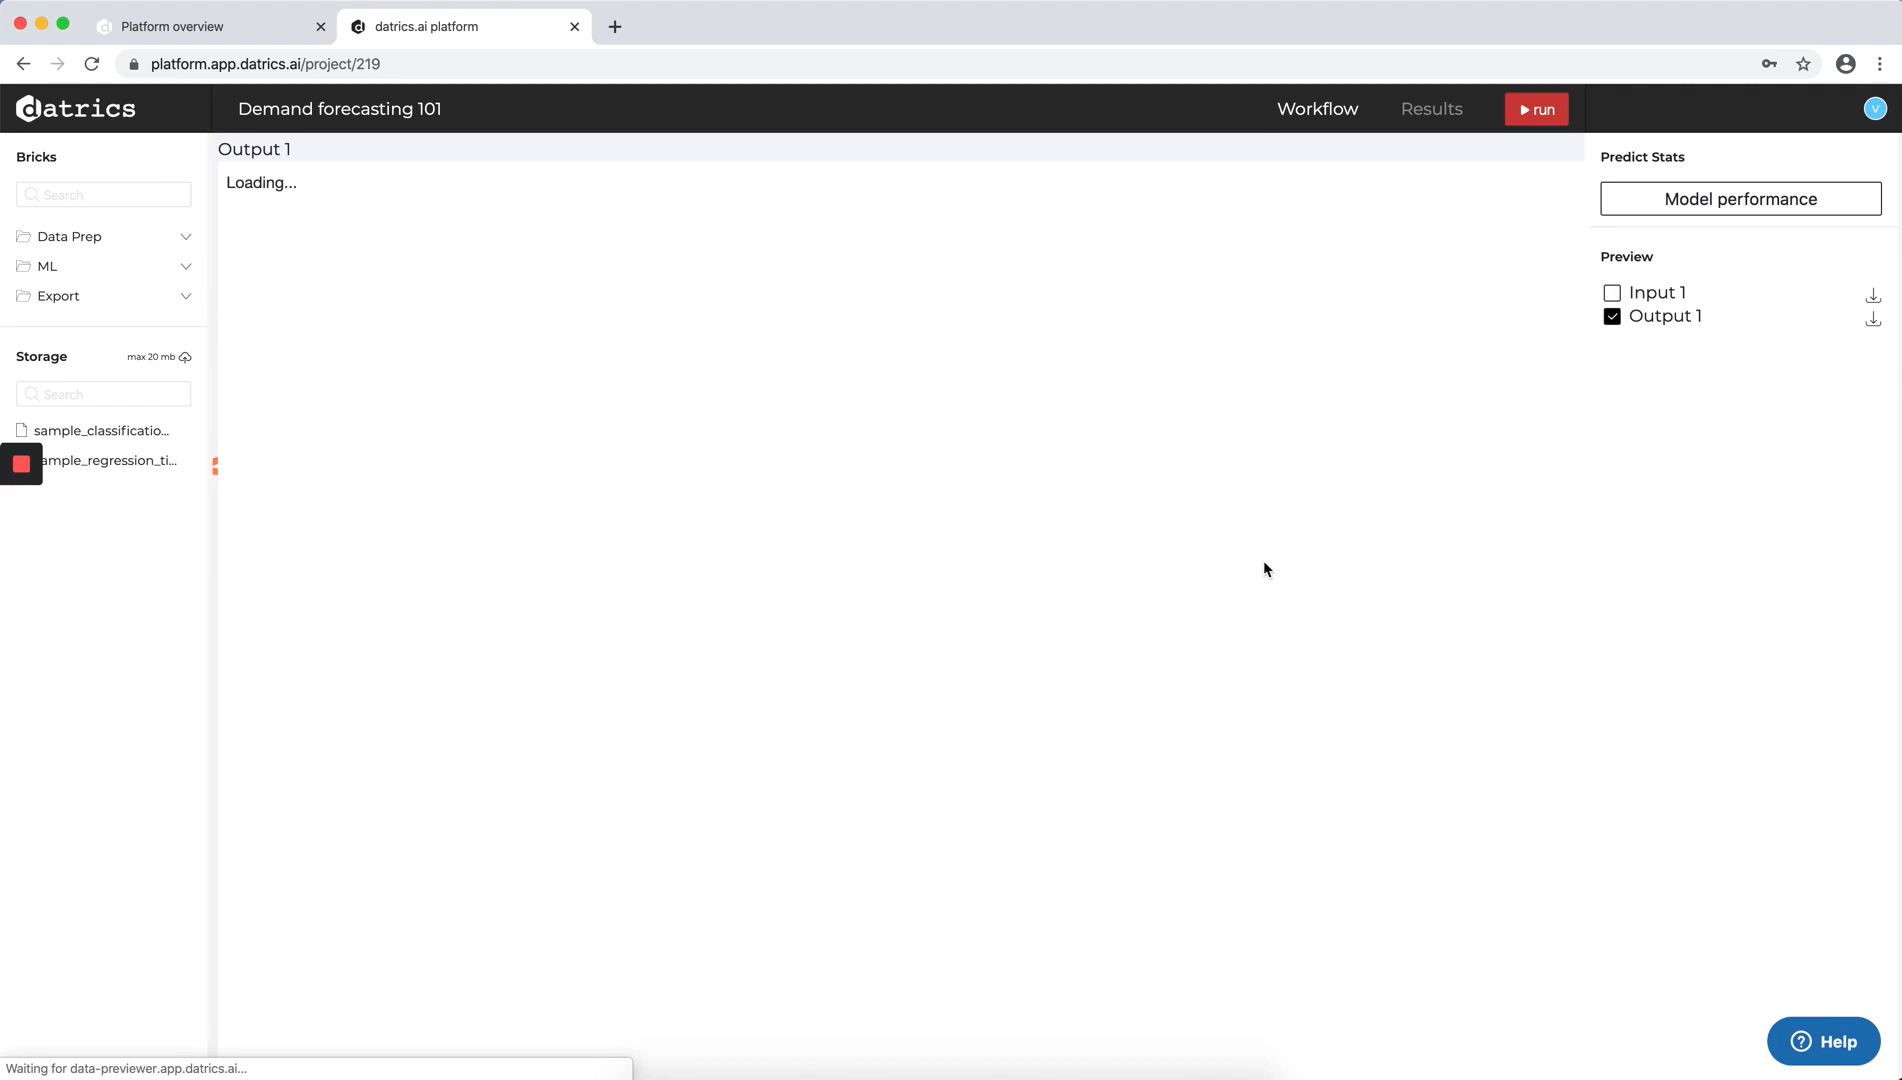 Platform overview
datrics.ai platform
platform.app.datrics.ai/project/219
datrics
Demand forecasting 101
Workflow
Results
run
V
Bricks
Search
Data Prep
ML
Export
Storage
max 20 mb
Search
sample_classificatio...
ample_regression_ti...
Output 1
Loading...
Predict Stats
Model performance
Preview
Input 1
Output 1
? Help
Waiting for data-previewer.app.datrics.ai...